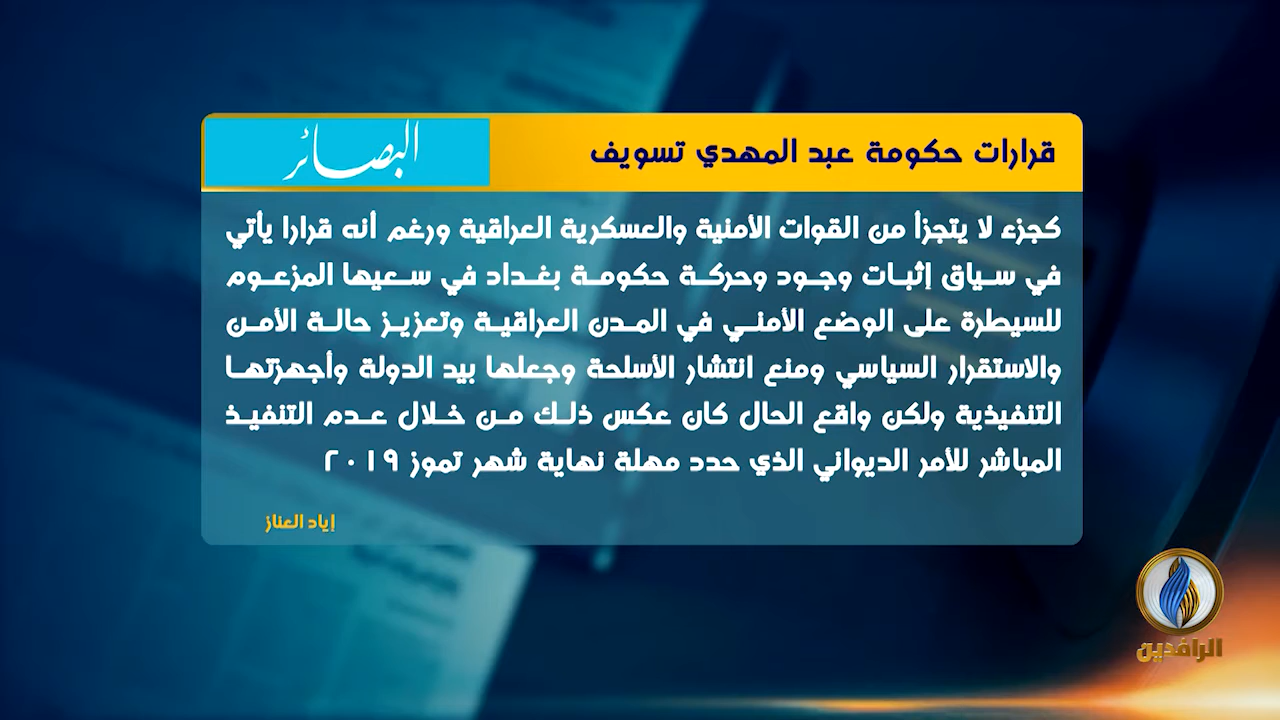 قرارات حكومة عبد المهدي تسويف
البصائر
كجزء لا يتجزأ من القوات الأمنية والعسكرية العراقية ورغم أنه قرارا يأتي
في سياق إثبات وجود وحركة حكومة بغداد في سعيها المزعوم
للسيطرة على الوضع الأمني في المدن العراقية وتعزيز حالة الأمن
والاستقرار السياسي ومنع انتشار الأسلحة وجعلها بيد الدولة وأجهزتها
التنفيذية ولكن واقع الحال كان عكس ذلك من خلال عدم التنفيذ
المباشر للأمر الديواني الذي حدد مهلة نهاية شهر تموز ٢٠١٩
إياد العناز
الرافدين